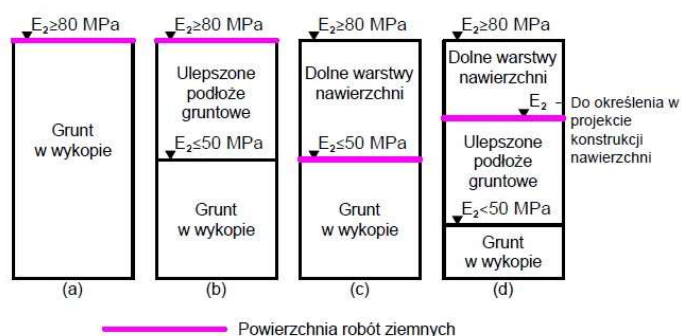 E₂≥80 MPa
Grunt
w wykopie
(a)
E₂≥80 MPa
Ulepszone
podłoże
gruntowe
E₂≤50 MPa
Grunt
w wykopie
(b)
E₂≥80 MPa
Dolne warstwy
nawierzchni
E₂≤50 MPa
Grunt
w wykopie
(c)
E₂≥80 MPa
Dolne warstwy
nawierzchni
E₂ – Do określenia w
projekcie
konstrukcji
nawierzchni
Ulepszone
podłoże
gruntowe
E₂<50 MPa
Grunt
w wykopie
(d)
Powierzchnia robót ziemnych